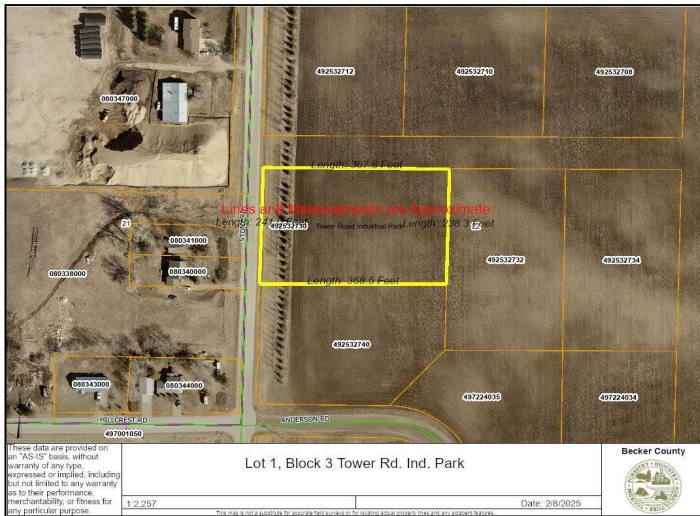 492532712
492532710
492532708
080347000
Length: 367.8 Feet
Lines and Measurements are Approximate
21
080341000
492532730
Tower Road Industrial Park
Length: 238.3 Feet
22
080338000
080340000
492532732
492532734
Length: 368.5 Feet
492532740
080343000
080344000
497224035
497224034
HILLCREST RD
ANDERSON RD
497001050
These data are provided on
an "AS-IS" basis, without
warranty of any type,
expressed or implied, including
but not limited to any warranty
as to their performance,
merchantability, or fitness for
any particular purpose.
Lot 1, Block 3 Tower Rd. Ind. Park
1:2,257
Date: 2/8/2025
This map is not a substitute for accurate field surveys or for locating actual property lines and any adjacent features.
Becker County